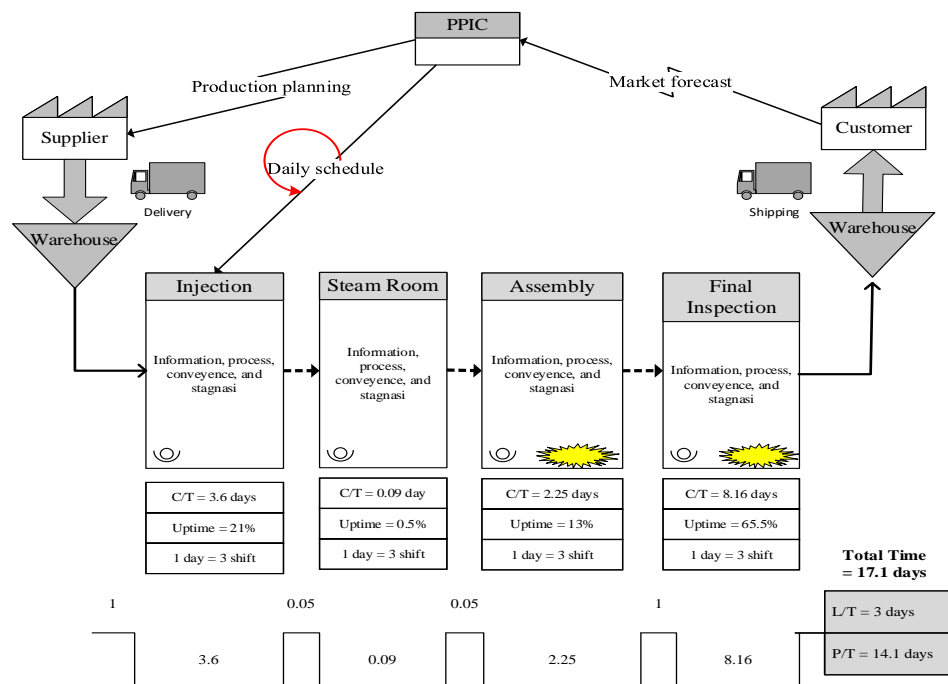 PPIC
Production planning
Market forecast
Supplier
Customer
Daily schedule
Delivery
Shipping
Warehouse
Warehouse
Injection
Steam Room
Assembly
Final
Inspection
Information, process,
conveyence, and
stagnasi
Information,
process,
conveyence, and
stagnasi
Information, process,
conveyence, and
stagnasi
Information, process,
conveyence, and
stagnasi
C/T = 3.6 days
Uptime = 21%
1 day = 3 shift
C/T = 0.09 day
Uptime = 0.5%
1 day = 3 shift
C/T = 2.25 days
Uptime = 13%
1 day = 3 shift
C/T = 8.16 days
Uptime = 65.5%
1 day = 3 shift
Total Time
= 17.1 days
1
0.05
0.05
1
L/T = 3 days
3.6
0.09
2.25
8.16
P/T = 14.1 days